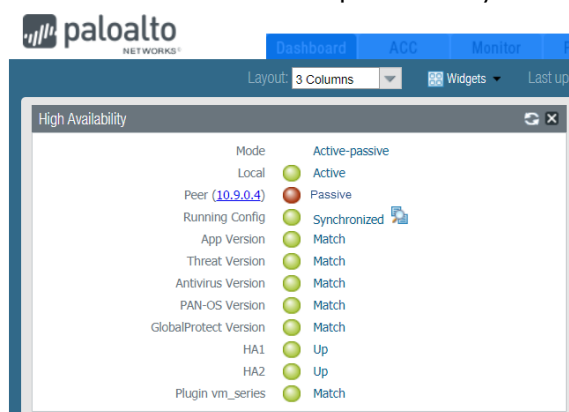 paloalto
NETWORKS®
Dashboard ACC Monitor
Layout: 3 Columns Widgets Last up
High Availability
Mode Active-passive
Local Active
Peer (10.9.0.4) Passive
Running Config Synchronized
App Version Match
Threat Version Match
Antivirus Version Match
PAN-OS Version Match
GlobalProtect Version Match
HA1 Up
HA2 Up
Plugin vm_series Match